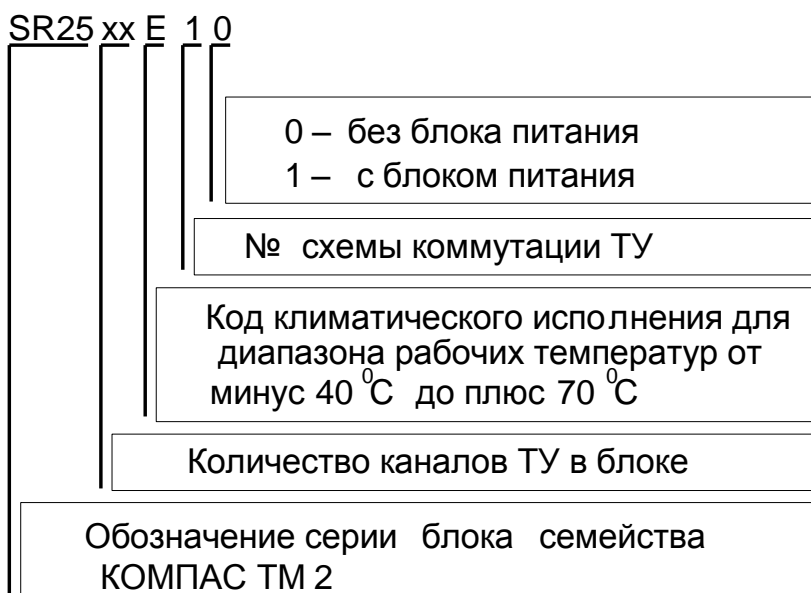 SR25 xx E 1 0
0 – без блока питания
1 – с блоком питания
№ схемы коммутации ТУ
Код климатического исполнения для
диапазона рабочих температур от
минус 40 ⁰С до плюс 70 ⁰С
Количество каналов ТУ в блоке
Обозначение серии блока семейства
КОМПАС ТМ 2